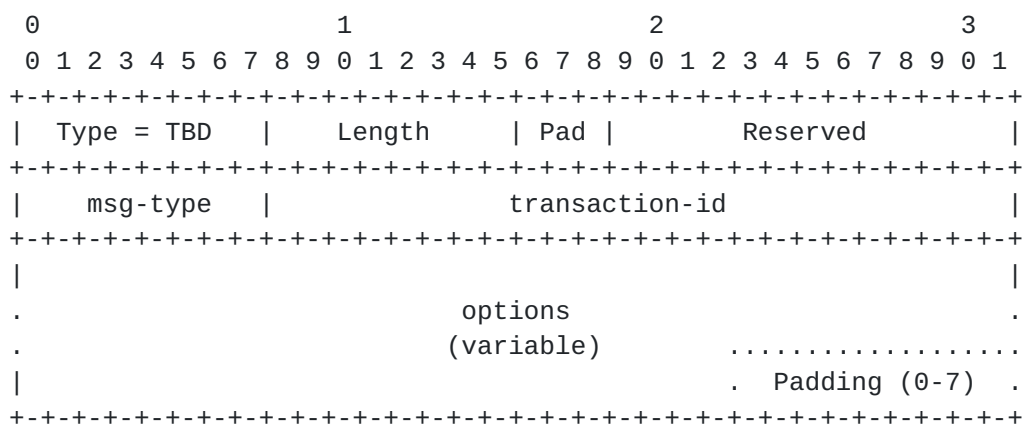 0                   1                   2                   3
 0 1 2 3 4 5 6 7 8 9 0 1 2 3 4 5 6 7 8 9 0 1 2 3 4 5 6 7 8 9 0 1
+-+-+-+-+-+-+-+-+-+-+-+-+-+-+-+-+-+-+-+-+-+-+-+-+-+-+-+-+-+-+-+-+
|  Type = TBD   |    Length     | Pad |        Reserved         |
+-+-+-+-+-+-+-+-+-+-+-+-+-+-+-+-+-+-+-+-+-+-+-+-+-+-+-+-+-+-+-+-+
|    msg-type   |               transaction-id                  |
+-+-+-+-+-+-+-+-+-+-+-+-+-+-+-+-+-+-+-+-+-+-+-+-+-+-+-+-+-+-+-+-+
|                                                               |
.                            options                            .
.                           (variable)        ...................
|                                             .  Padding (0-7)  .
+-+-+-+-+-+-+-+-+-+-+-+-+-+-+-+-+-+-+-+-+-+-+-+-+-+-+-+-+-+-+-+-+